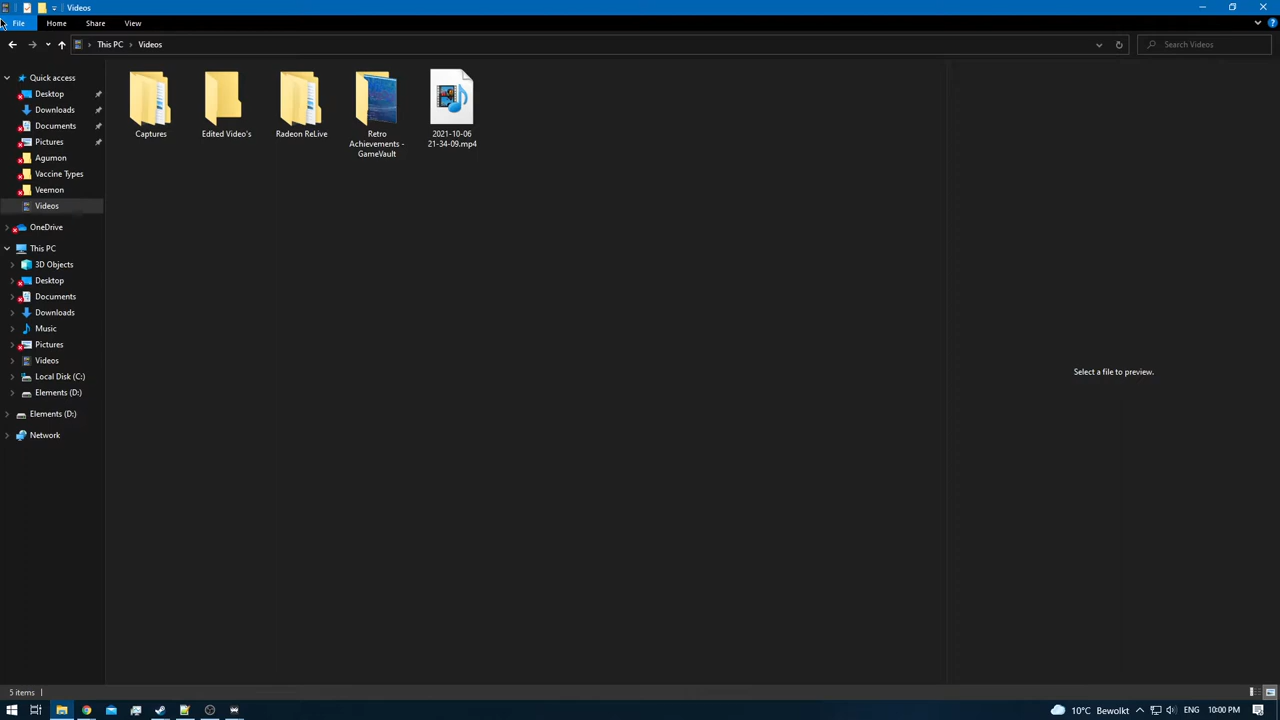 Videos
File
Home
Share
View
This PC
Videos
Search Videos
Quick access
Desktop
Downloads
Documents
Pictures
Agumon
Vaccine Types
Veemon
Videos
OneDrive
This PC
3D Objects
Desktop
Documents
Downloads
Music
Pictures
Videos
Local Disk (C:)
Elements (D:)
Elements (D:)
Network
Captures
Edited Video's
Radeon ReLive
Retro
Achievements -
GameVault
2021-10-06
21-34-09.mp4
Select a file to preview.
5 items
10°C Bewolkt
ENG
10:00 PM